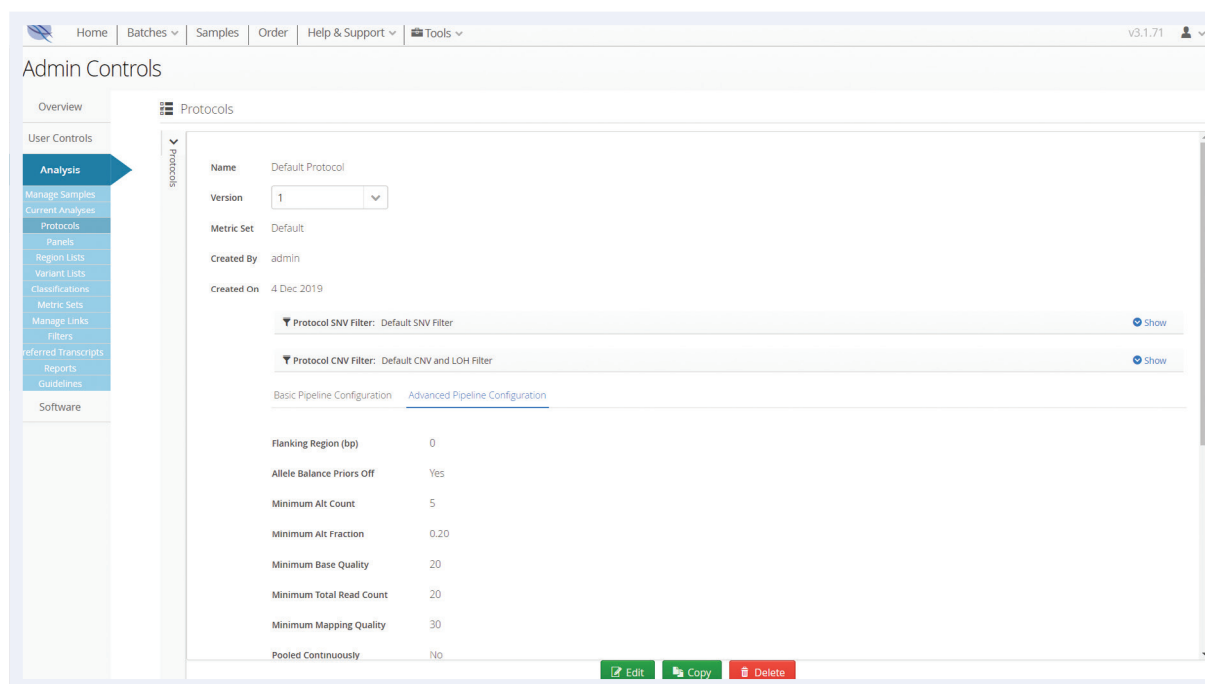 Home Batches Samples Order Help & Support Tools v3.1.71
Admin Controls
Overview
User Controls
Analysis
Manage Samples
Current Analyses
Protocols
Panels
Region Lists
Variant Lists
Classifications
Metric Sets
Manage Links
Filters
referred Transcripts
Reports
Guidelines
Software
Protocols
Protocols
Name Default Protocol
Version 1
Metric Set Default
Created By admin
Created On 4 Dec 2019
Protocol SNV Filter: Default SNV Filter Show
Protocol CNV Filter: Default CNV and LOH Filter Show
Basic Pipeline Configuration Advanced Pipeline Configuration
Flanking Region (bp) 0
Allele Balance Priors Off Yes
Minimum Alt Count 5
Minimum Alt Fraction 0.20
Minimum Base Quality 20
Minimum Total Read Count 20
Minimum Mapping Quality 30
Pooled Continuously No
Edit Copy Delete